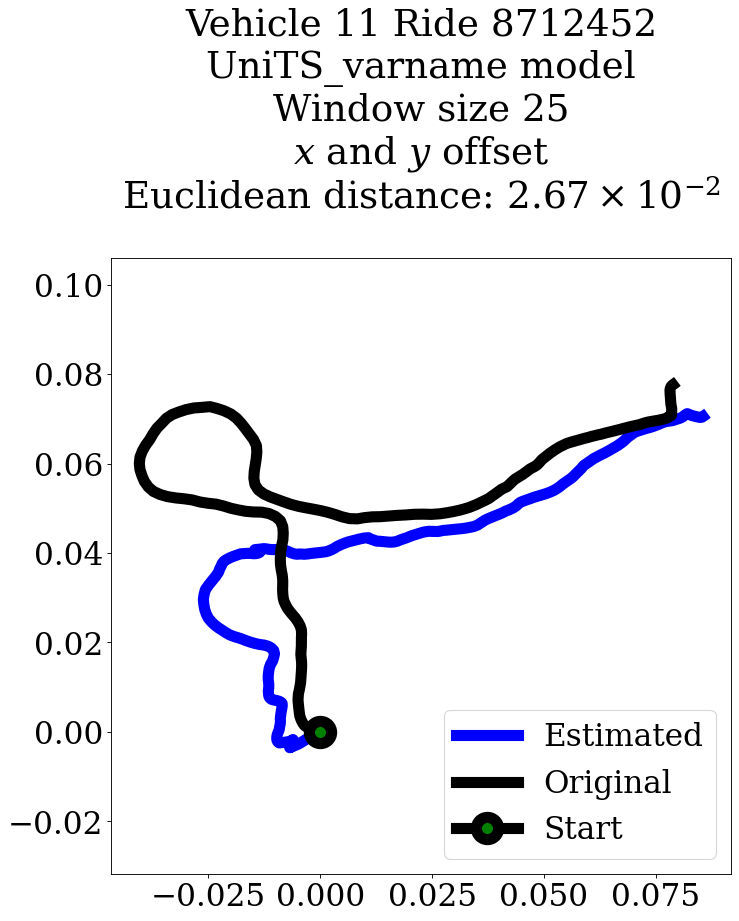 Vehicle 11 Ride 8712452
UniTS_varname model
Window size 25
x and y offset
Euclidean distance: 2.67 × 10⁻²
0.10
0.08
0.06
0.04
0.02
0.00
−0.02
−0.025 0.000 0.025 0.050 0.075
Estimated
Original
Start